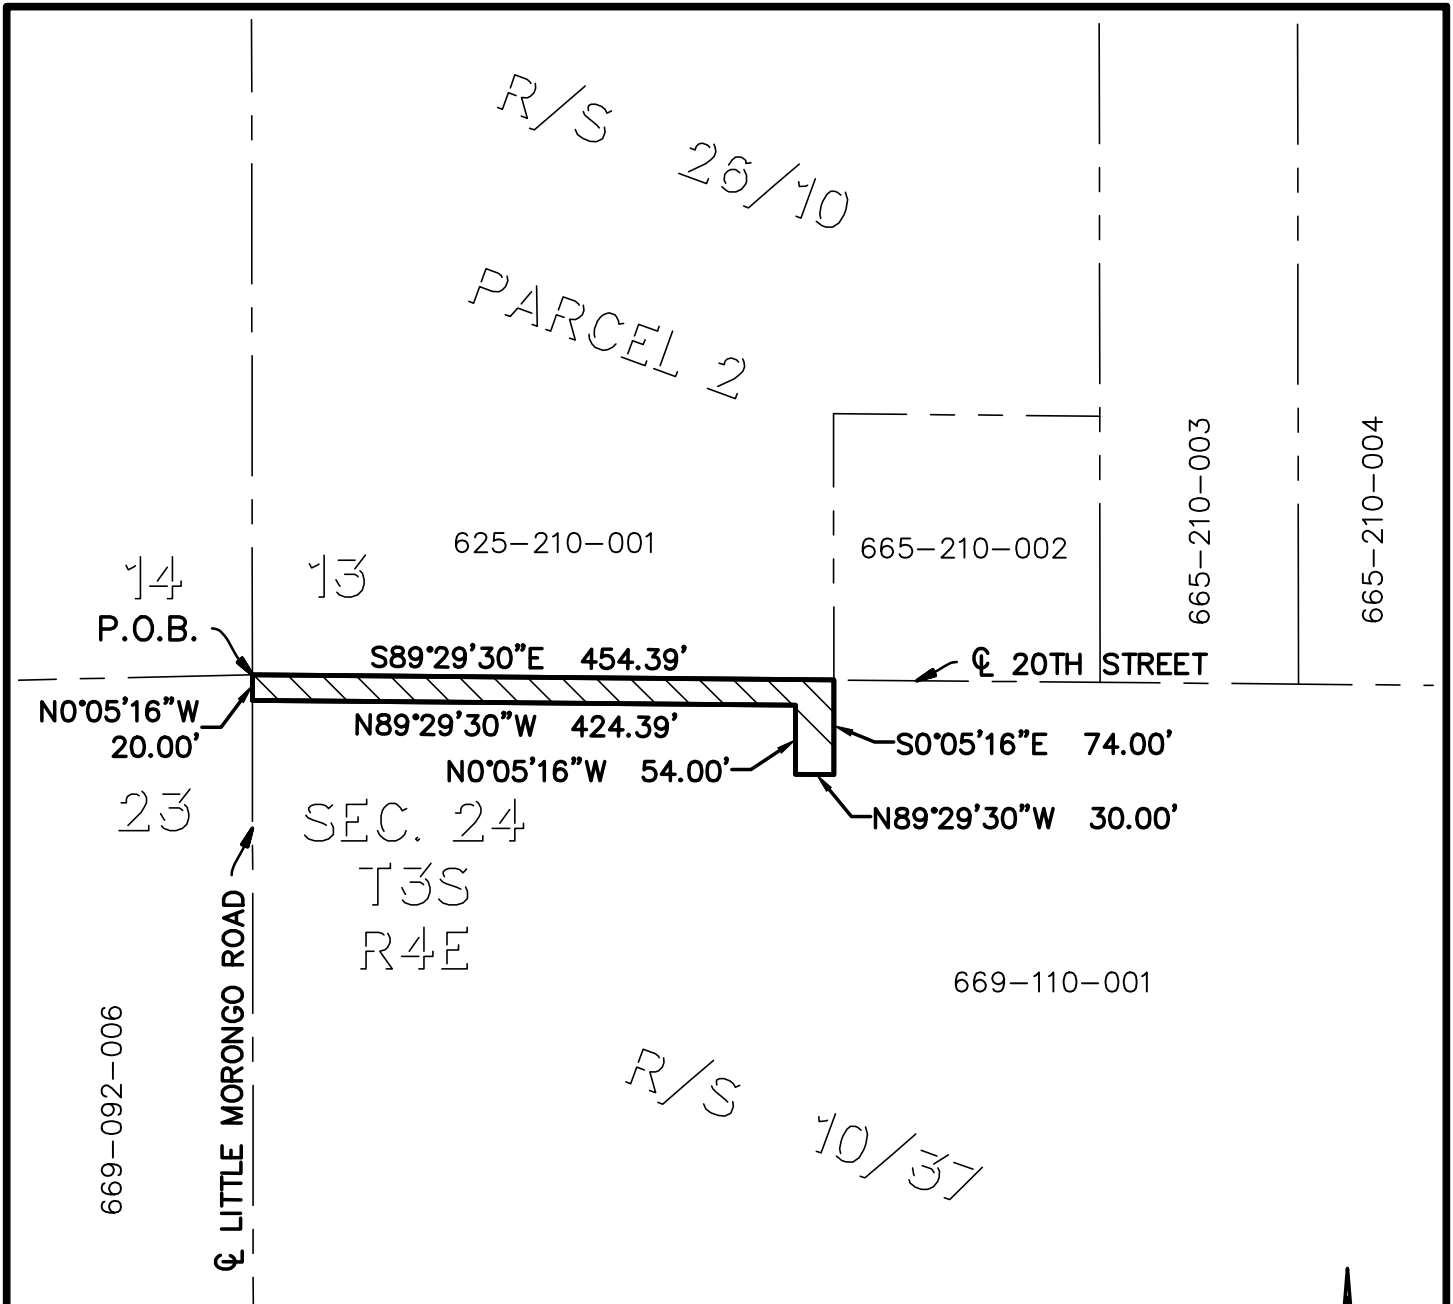 R/S 26/10
PARCEL 2
665-210-003
665-210-004
625-210-001
665-210-002
14
13
P.O.B.
S89°29'30"E 454.39'
℄ 20TH STREET
N0°05'16"W
20.00'
N89°29'30"W 424.39'
S0°05'16"E 74.00'
N0°05'16"W 54.00'
N89°29'30"W 30.00'
23
SEC. 24
T3S
R4E
℄ LITTLE MORONGO ROAD
669-110-001
669-092-006
R/S 10/37